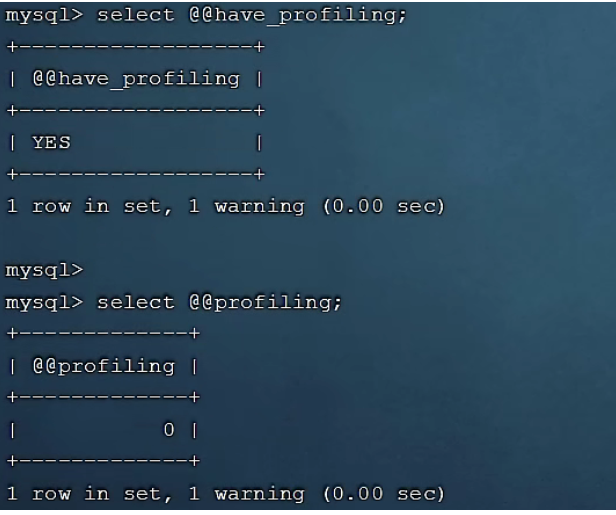 mysql> select @@have_profiling;
+------------------+
| @@have_profiling |
+------------------+
| YES              |
+------------------+
1 row in set, 1 warning (0.00 sec)

mysql>
mysql> select @@profiling;
+-------------+
| @@profiling |
+-------------+
|           0 |
+-------------+
1 row in set, 1 warning (0.00 sec)